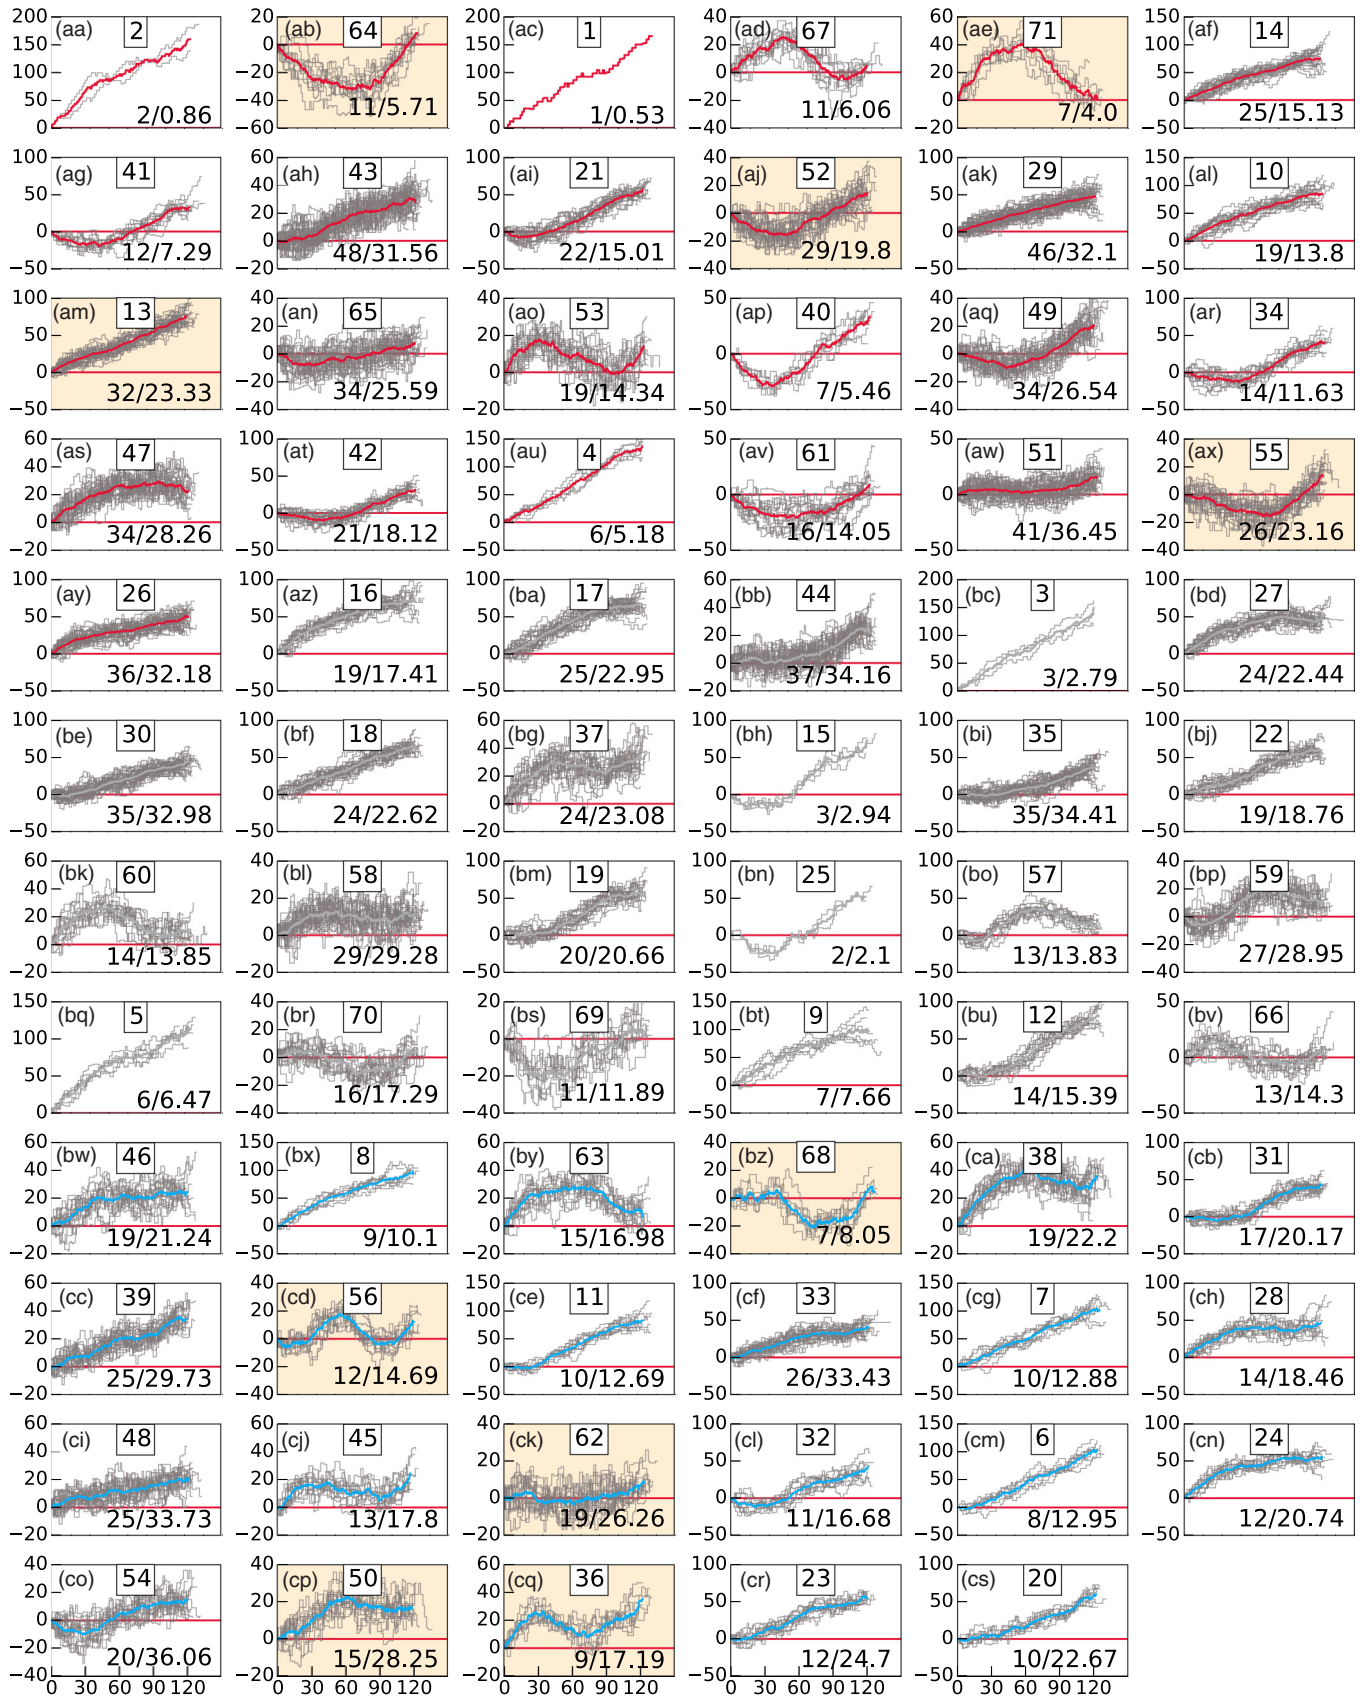 (aa) 2
200 150 100 50 0
2/0.86
(ab) 64
20 0 −20 −40 −60
11/5.71
(ac) 1
200 150 100 50 0
1/0.53
(ad) 67
40 20 0 −20 −40
11/6.06
(ae) 71
60 40 20 0 −20
7/4.0
(af) 14
150 100 50 0 −50
25/15.13
(ag) 41
100 50 0 −50
12/7.29
(ah) 43
60 40 20 0 −20
48/31.56
(ai) 21
100 50 0 −50
22/15.01
(aj) 52
40 20 0 −20 −40
29/19.8
(ak) 29
100 50 0 −50
46/32.1
(al) 10
150 100 50 0 −50
19/13.8
(am) 13
100 50 0 −50
32/23.33
(an) 65
40 20 0 −20 −40
34/25.59
(ao) 53
40 20 0 −20
19/14.34
(ap) 40
50 0 −50
7/5.46
(aq) 49
40 20 0 −20 −40
34/26.54
(ar) 34
100 50 0 −50
14/11.63
(as) 47
60 40 20 0 −20
34/28.26
(at) 42
100 50 0 −50
21/18.12
(au) 4
150 100 50 0 −50
6/5.18
(av) 61
50 0 −50
16/14.05
(aw) 51
50 0 −50
41/36.45
(ax) 55
40 20 0 −20 −40
26/23.16
(ay) 26
100 50 0 −50
36/32.18
(az) 16
100 50 0 −50
19/17.41
(ba) 17
100 50 0 −50
25/22.95
(bb) 44
60 40 20 0 −20
37/34.16
(bc) 3
200 150 100 50 0
3/2.79
(bd) 27
100 50 0 −50
24/22.44
(be) 30
100 50 0 −50
35/32.98
(bf) 18
100 50 0 −50
24/22.62
(bg) 37
60 40 20 0 −20
24/23.08
(bh) 15
100 50 0 −50
3/2.94
(bi) 35
100 50 0 −50
35/34.41
(bj) 22
100 50 0 −50
19/18.76
(bk) 60
60 40 20 0 −20
14/13.85
(bl) 58
40 20 0 −20
29/29.28
(bm) 19
100 50 0 −50
20/20.66
(bn) 25
100 50 0 −50
2/2.1
(bo) 57
100 50 0 −50
13/13.83
(bp) 59
40 20 0 −20 −40
27/28.95
(bq) 5
150 100 50 0
6/6.47
(br) 70
40 20 0 −20 −40
16/17.29
(bs) 69
20 0 −20 −40
11/11.89
(bt) 9
150 100 50 0 −50
7/7.66
(bu) 12
100 50 0 −50
14/15.39
(bv) 66
50 0 −50
13/14.3
(bw) 46
60 40 20 0 −20
19/21.24
(bx) 8
150 100 50 0 −50
9/10.1
(by) 63
60 40 20 0 −20
15/16.98
(bz) 68
40 20 0 −20 −40
7/8.05
(ca) 38
60 40 20 0 −20
19/22.2
(cb) 31
100 50 0 −50
17/20.17
(cc) 39
60 40 20 0 −20
25/29.73
(cd) 56
40 20 0 −20 −40
12/14.69
(ce) 11
150 100 50 0 −50
10/12.69
(cf) 33
100 50 0 −50
26/33.43
(cg) 7
150 100 50 0 −50
10/12.88
(ch) 28
100 50 0 −50
14/18.46
(ci) 48
60 40 20 0 −20
25/33.73
(cj) 45
60 40 20 0 −20
13/17.8
(ck) 62
40 20 0 −20
19/26.26
(cl) 32
100 50 0 −50
11/16.68
(cm) 6
150 100 50 0 −50
8/12.95
(cn) 24
100 50 0 −50
12/20.74
(co) 54
40 20 0 −20 −40
20/36.06
0 30 60 90 120
(cp) 50
40 20 0 −20
15/28.25
0 30 60 90 120
(cq) 36
60 40 20 0 −20
9/17.19
0 30 60 90 120
(cr) 23
100 50 0 −50
12/24.7
0 30 60 90 120
(cs) 20
100 50 0 −50
10/22.67
0 30 60 90 120